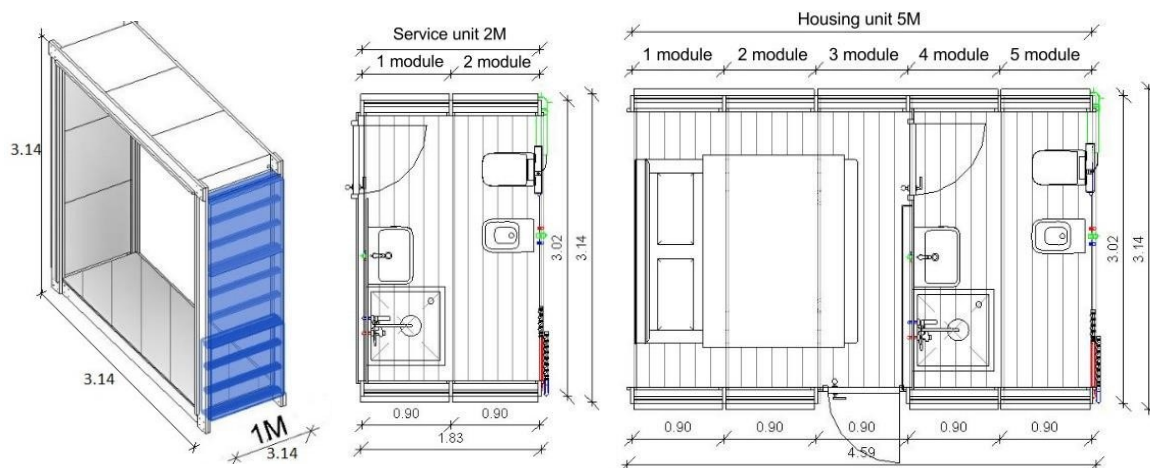 3.14
3.14
1M
3.14
Service unit 2M
1 module
2 module
3.02
3.14
0.90
0.90
1.83
Housing unit 5M
1 module
2 module
3 module
4 module
5 module
3.02
3.14
0.90
0.90
0.90
0.90
0.90
4.59